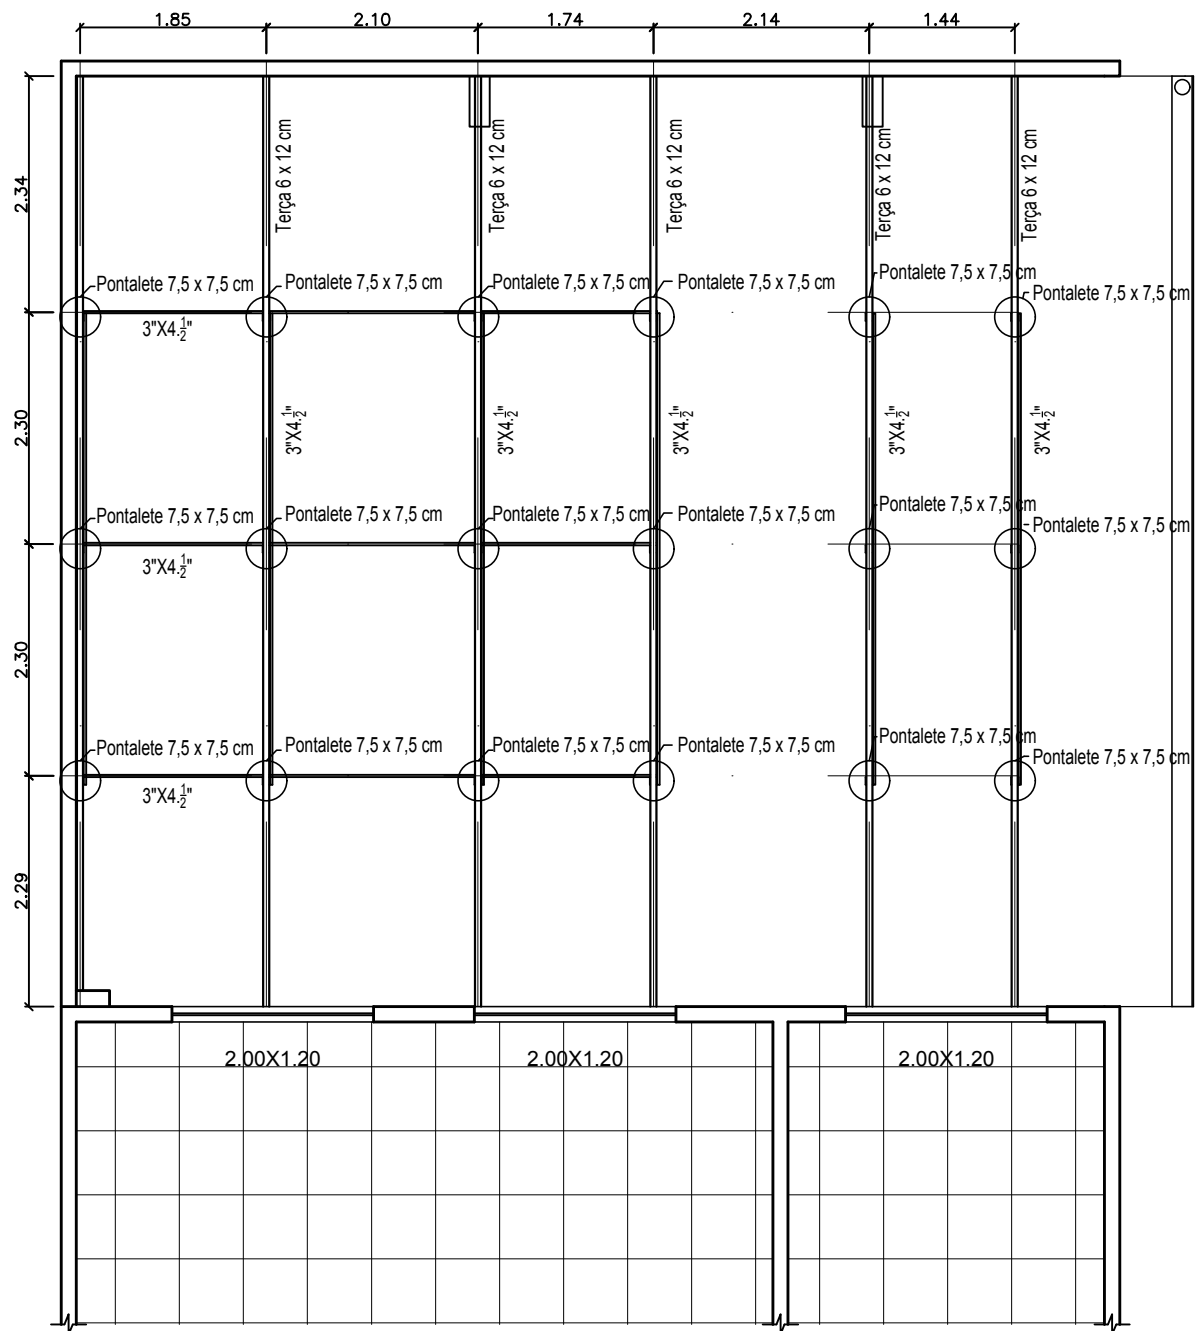 1.85
2.10
1.74
2.14
1.44
2.34
Terça 6 x 12 cm
Terça 6 x 12 cm
Terça 6 x 12 cm
Terça 6 x 12 cm
Terça 6 x 12 cm
Pontalete 7,5 x 7,5 cm
Pontalete 7,5 x 7,5 cm
Pontalete 7,5 x 7,5 cm
Pontalete 7,5 x 7,5 cm
Pontalete 7,5 x 7,5 cm
Pontalete 7,5 x 7,5 cm
3"X4.½"
2.30
3"X4.½"
3"X4.½"
3"X4.½"
3"X4.½"
3"X4.½"
Pontalete 7,5 x 7,5 cm
Pontalete 7,5 x 7,5 cm
Pontalete 7,5 x 7,5 cm
Pontalete 7,5 x 7,5 cm
Pontalete 7,5 x 7,5 cm
Pontalete 7,5 x 7,5 cm
3"X4.½"
2.30
Pontalete 7,5 x 7,5 cm
Pontalete 7,5 x 7,5 cm
Pontalete 7,5 x 7,5 cm
Pontalete 7,5 x 7,5 cm
Pontalete 7,5 x 7,5 cm
Pontalete 7,5 x 7,5 cm
3"X4.½"
2.29
2.00X1.20
2.00X1.20
2.00X1.20